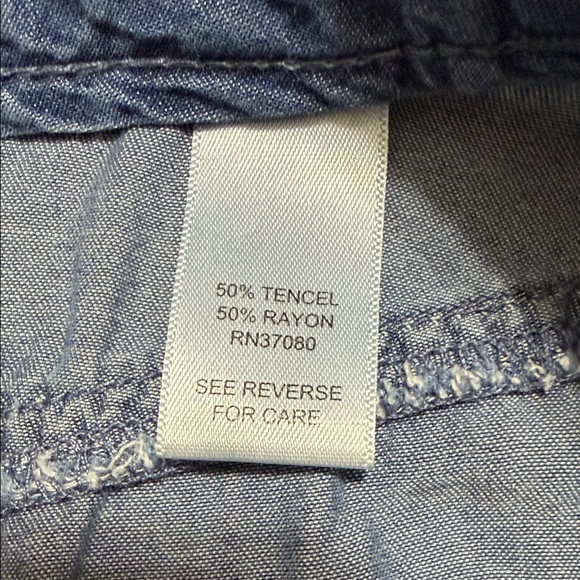 50% TENCEL
50% RAYON
RN37080
SEE REVERSE
FOR CARE